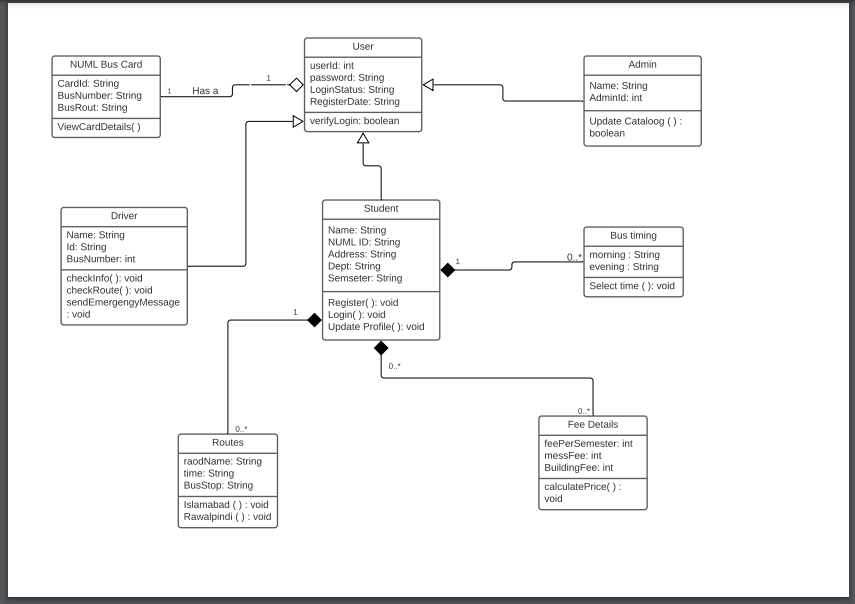 User
userId: int
password: String
LoginStatus: String
RegisterDate: String
verifyLogin: boolean
NUML Bus Card
CardId: String
BusNumber: String
BusRout: String
ViewCardDetails( )
1
Has a
1
Admin
Name: String
AdminId: int
Update Cataloog ( ) :
boolean
Driver
Name: String
Id: String
BusNumber: int
checkInfo( ): void
checkRoute( ): void
sendEmergengyMessage
: void
Student
Name: String
NUML ID: String
Address: String
Dept: String
Semseter: String
Register( ): void
Login( ): void
Update Profile( ): void
1
0..*
Bus timing
morning : String
evening : String
Select time ( ): void
1
0..*
Routes
raodName: String
time: String
BusStop: String
Islamabad ( ) : void
Rawalpindi ( ) : void
0..*
0..*
Fee Details
feePerSemester: int
messFee: int
BuildingFee: int
calculatePrice( ) :
void